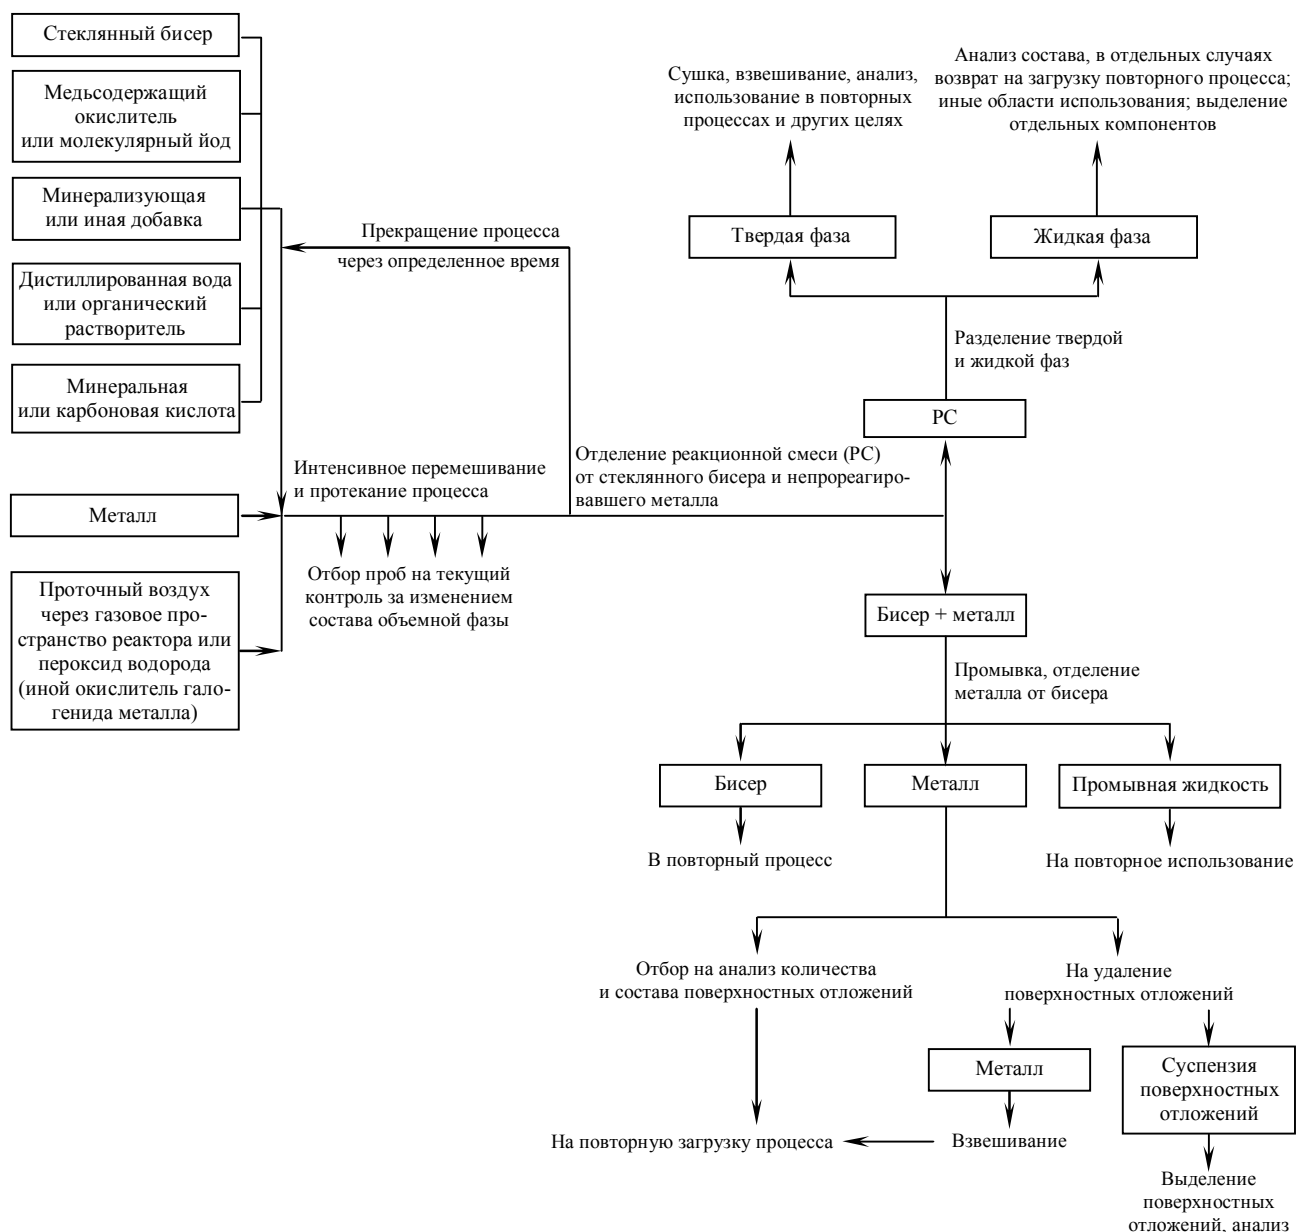 Стеклянный бисер
Медьсодержащий
окислитель
или молекулярный йод
Минерализующая
или иная добавка
Дистиллированная вода
или органический
растворитель
Минеральная
или карбоновая кислота
Металл
Проточный воздух
через газовое про-
странство реактора или
пероксид водорода
(иной окислитель гало-
генида металла)
Прекращение процесса
через определенное время
Интенсивное перемешивание
и протекание процесса
Отбор проб на текущий
контроль за изменением
состава объемной фазы
Отделение реакционной смеси (РС)
от стеклянного бисера и непрореагиро-
вавшего металла
Сушка, взвешивание, анализ,
использование в повторных
процессах и других целях
Анализ состава, в отдельных случаях
возврат на загрузку повторного процесса;
иные области использования; выделение
отдельных компонентов
Твердая фаза
Жидкая фаза
Разделение твердой
и жидкой фаз
РС
Бисер + металл
Промывка, отделение
металла от бисера
Бисер
Металл
Промывная жидкость
В повторный процесс
На повторное использование
Отбор на анализ количества
и состава поверхностных отложений
На удаление
поверхностных отложений
Металл
Суспензия
поверхностных
отложений
На повторную загрузку процесса
Взвешивание
Выделение
поверхностных
отложений, анализ